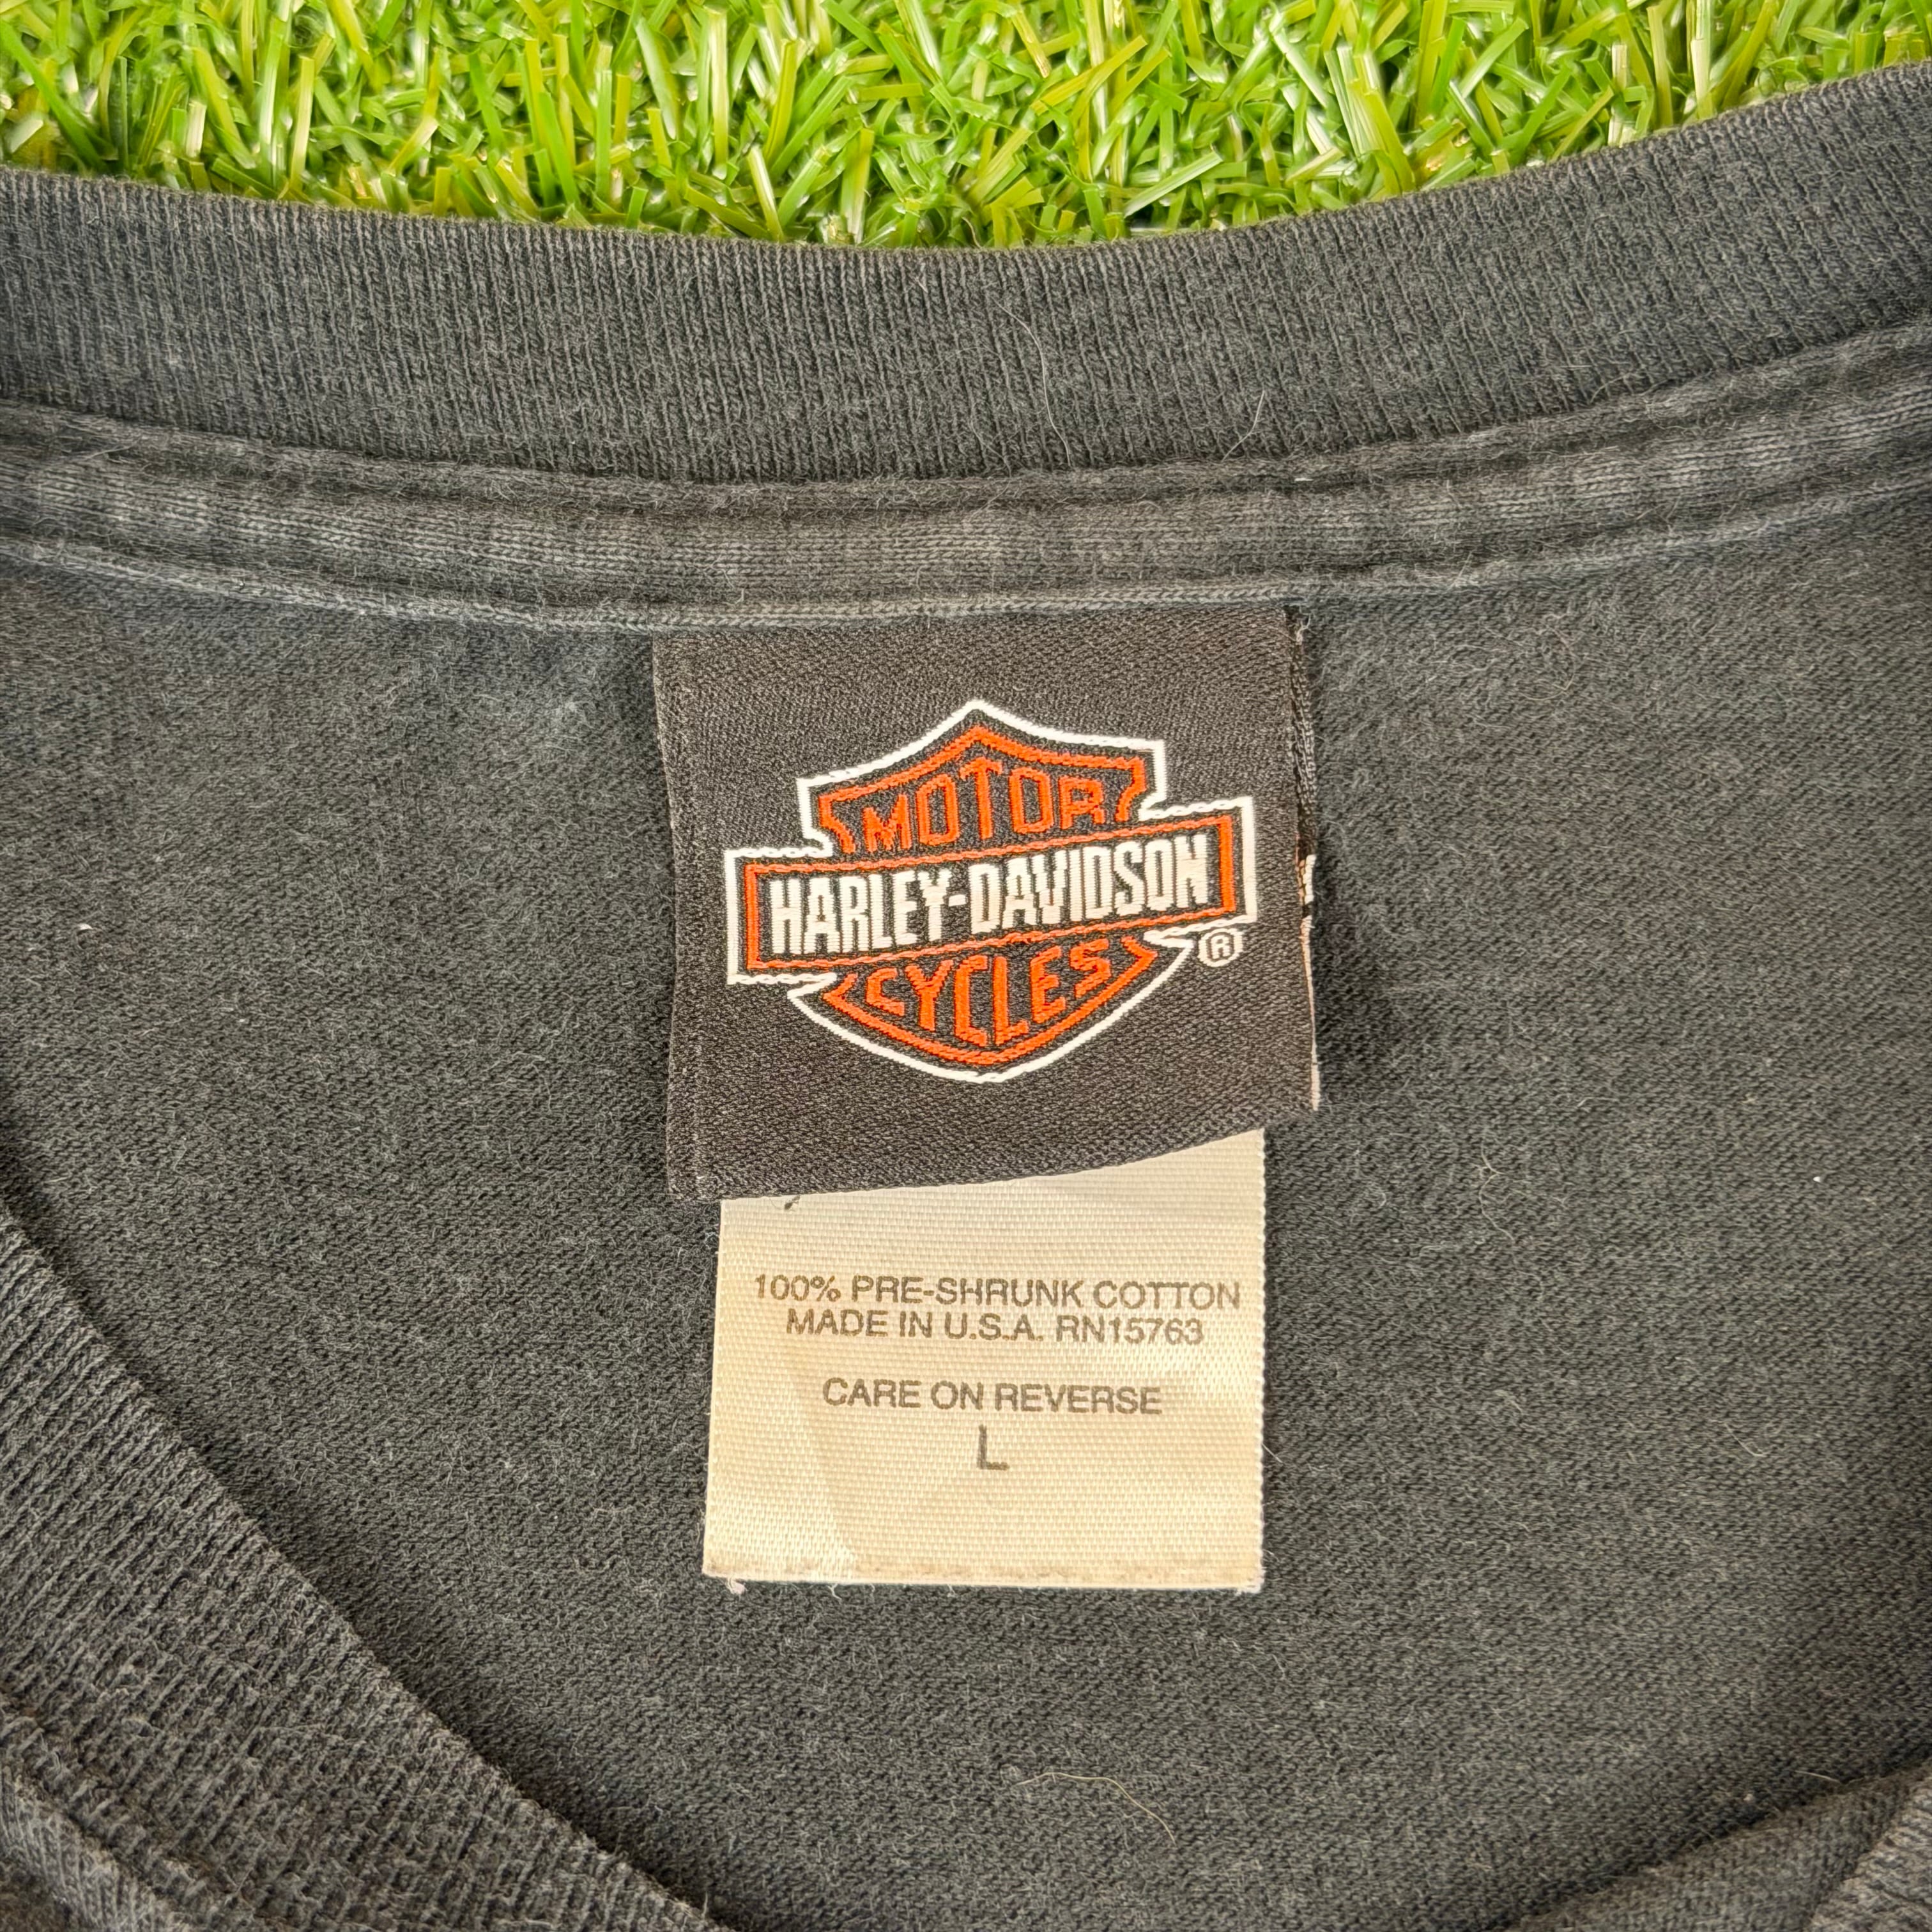 MOTOR
HARLEY-DAVIDSON
®
CYCLES
100% PRE-SHRUNK COTTON
MADE IN U.S.A. RN15763
CARE ON REVERSE
L